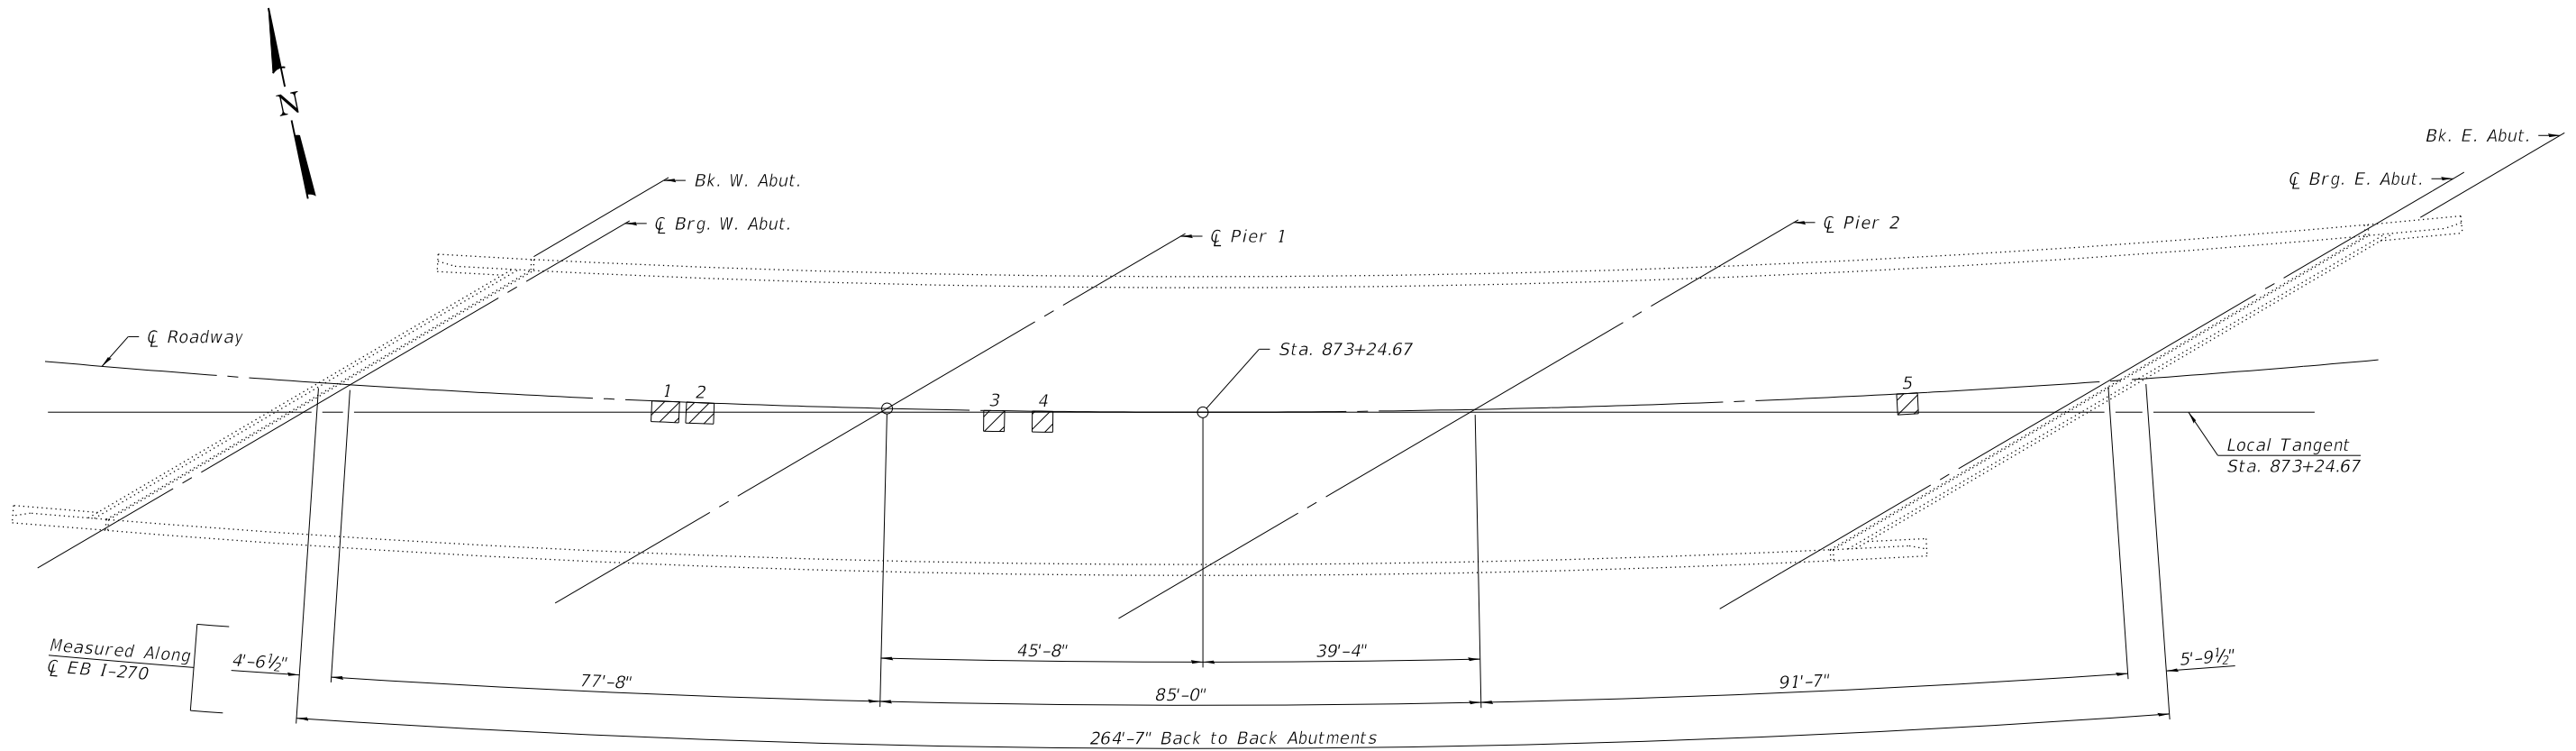 N
Bk. E. Abut.
℄ Brg. E. Abut.
Bk. W. Abut.
℄ Brg. W. Abut.
℄ Pier 1
℄ Pier 2
℄ Roadway
Sta. 873+24.67
1
2
3
4
5
Local Tangent
Sta. 873+24.67
Measured Along
℄ EB I-270
4'-6½"
45'-8"
39'-4"
5'-9½"
77'-8"
85'-0"
91'-7"
264'-7" Back to Back Abutments